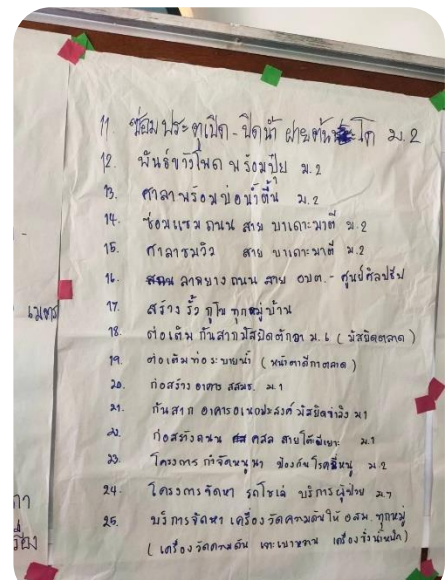 11. ซ่อมประตูเปิด-ปิดน้ำ ฝายต้น โด ม.2
12. พันธ์ขาวโพด พร้อมปุ๋ย ม.2
13. ศาลาพร้อมบ่อน้ำตื้น ม.2
14. ซ่อมแซมถนน สาย บาเกาะมาตี ม.2
15. ศาลาชมวิว สาย บาเกาะมาตี ม.2
16. ลาดยาง ถนน สาย อบต. - ศูนย์ศิลปชีพ
17. สร้าง รั้ว กูโบ ทุกหมู่บ้าน
18. ต่อเติม กันสาดมัสยิดตักวา ม.6 ( มัสยิดตลาด )
19. ต่อเติมท่อระบายน้ำ ( หน้าตาดีกาตลาด )
20. ก่อสร้าง อาคาร สสมช. ม.1
21. กันสาด อาคารอเนกประสงค์ มัสยิด ม.1
22. ก่อสร้างถนน คสล สาย ม.1
23. โครงการ กำจัดหนูนา ป้องกันโรคฉี่หนู ม.2
24. โครงการจัดหา รถโซเล่ บริการผู้ป่วย ม.7
25. บริการจัดหา เครื่องวัดความดันให้ อสม. ทุกหมู่
( เครื่องวัดความดัน เจาะเบาหวาน เครื่องชั่งน้ำหนัก )
เมตร